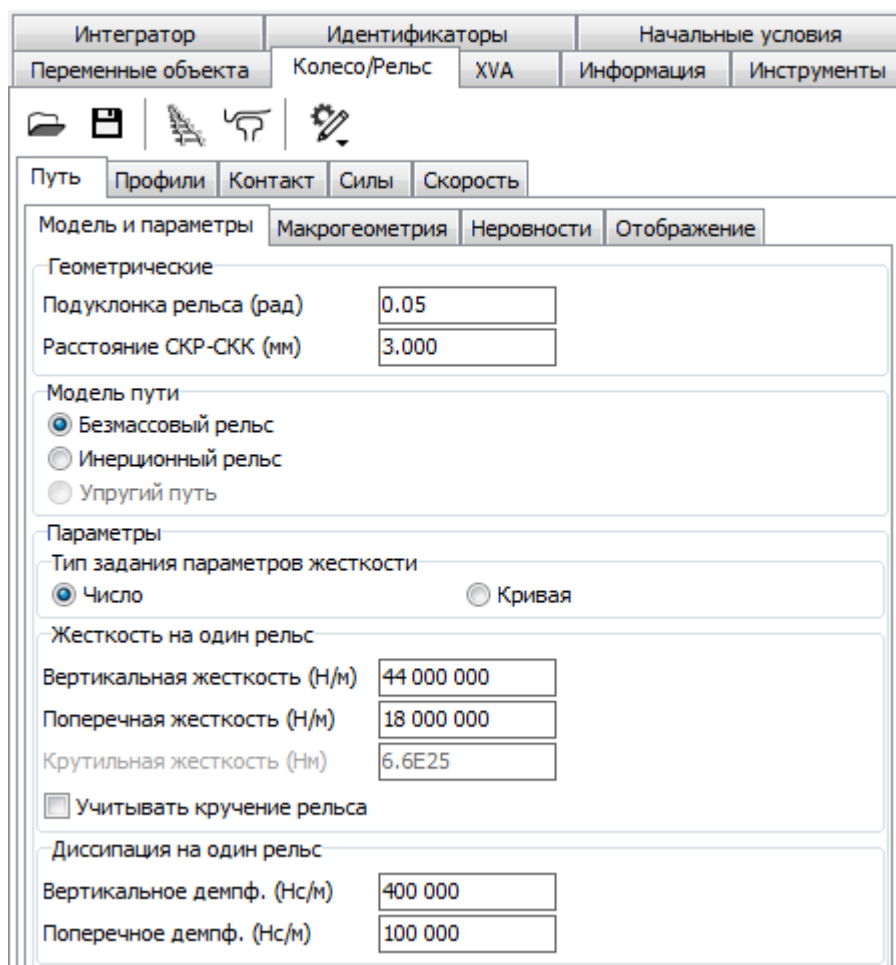 Интегратор Идентификаторы Начальные условия
Переменные объекта Колесо/Рельс XVA Информация Инструменты
Путь Профили Контакт Силы Скорость
Модель и параметры Макрогеометрия Неровности Отображение
Геометрические
Подуклонка рельса (рад) 0.05
Расстояние СКР-СКК (мм) 3.000
Модель пути
Безмассовый рельс
Инерционный рельс
Упругий путь
Параметры
Тип задания параметров жесткости
Число Кривая
Жесткость на один рельс
Вертикальная жесткость (Н/м) 44 000 000
Поперечная жесткость (Н/м) 18 000 000
Крутильная жесткость (Нм) 6.6E25
Учитывать кручение рельса
Диссипация на один рельс
Вертикальное демпф. (Нс/м) 400 000
Поперечное демпф. (Нс/м) 100 000